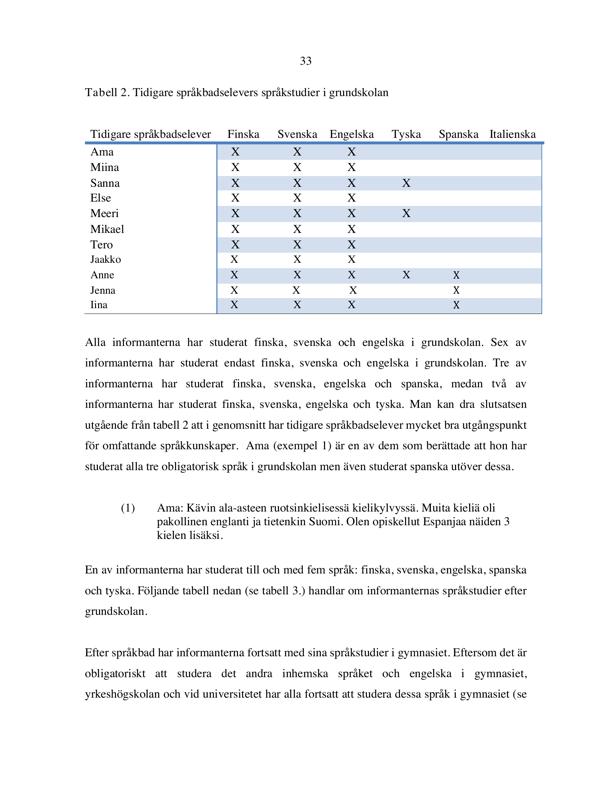 33
Tabell 2. Tidigare språkbadselevers språkstudier i grundskolan
Tidigare språkbadselever Finska Svenska Engelska Tyska Spanska Italienska
Ama X X X
Miina X X X
Sanna X X X X
Else X X X
Meeri X X X X
Mikael X X X
Tero X X X
Jaakko X X X
Anne X X X X X
Jenna X X X X
Iina X X X X
Alla informanterna har studerat finska, svenska och engelska i grundskolan. Sex av
informanterna har studerat endast finska, svenska och engelska i grundskolan. Tre av
informanterna har studerat finska, svenska, engelska och spanska, medan två av
informanterna har studerat finska, svenska, engelska och tyska. Man kan dra slutsatsen
utgående från tabell 2 att i genomsnitt har tidigare språkbadselever mycket bra utgångspunkt
för omfattande språkkunskaper. Ama (exempel 1) är en av dem som berättade att hon har
studerat alla tre obligatorisk språk i grundskolan men även studerat spanska utöver dessa.
(1) Ama: Kävin ala-asteen ruotsinkielisessä kielikylvyssä. Muita kieliä oli
pakollinen englanti ja tietenkin Suomi. Olen opiskellut Espanjaa näiden 3
kielen lisäksi.
En av informanterna har studerat till och med fem språk: finska, svenska, engelska, spanska
och tyska. Följande tabell nedan (se tabell 3.) handlar om informanternas språkstudier efter
grundskolan.
Efter språkbad har informanterna fortsatt med sina språkstudier i gymnasiet. Eftersom det är
obligatoriskt att studera det andra inhemska språket och engelska i gymnasiet,
yrkeshögskolan och vid universitetet har alla fortsatt att studera dessa språk i gymnasiet (se